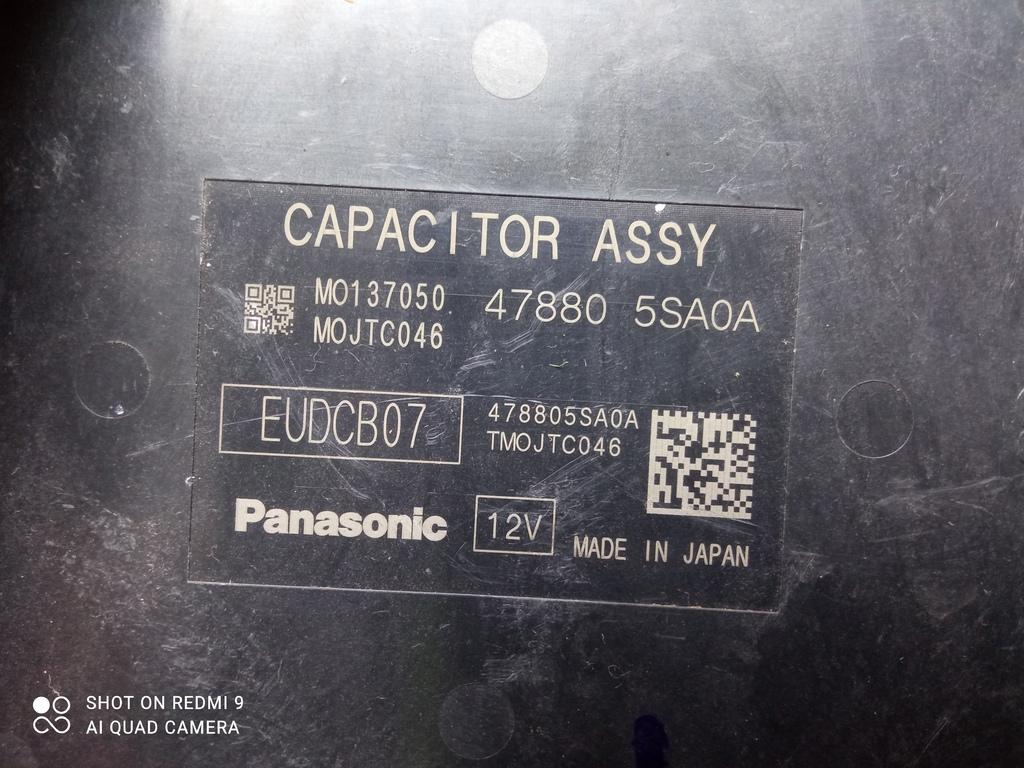 CAPACITOR ASSY
MO137050 47880 5SA0A
MOJTC046
EUDCB07 478805SA0A
TMOJTC046
Panasonic 12V MADE IN JAPAN
SHOT ON REDMI 9
AI QUAD CAMERA